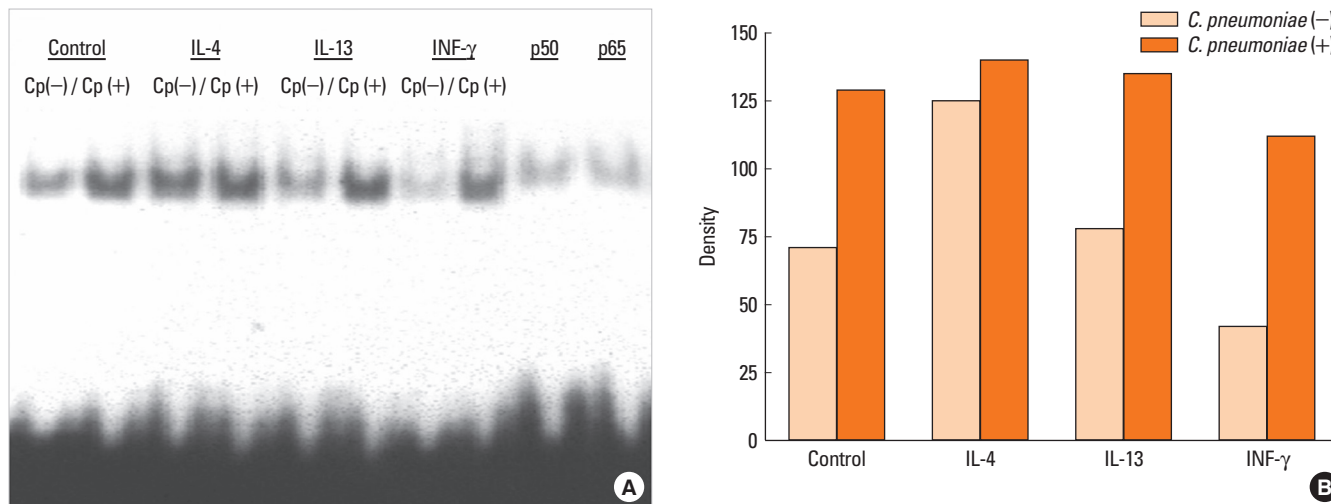 Control IL-4 IL-13 INF-γ p50 p65
Cp(−) / Cp (+) Cp(−) / Cp (+) Cp(−) / Cp (+) Cp(−) / Cp (+)
A
C. pneumoniae (−)
C. pneumoniae (+)
150
125
100
75
50
25
0
Density
Control IL-4 IL-13 INF-γ
B